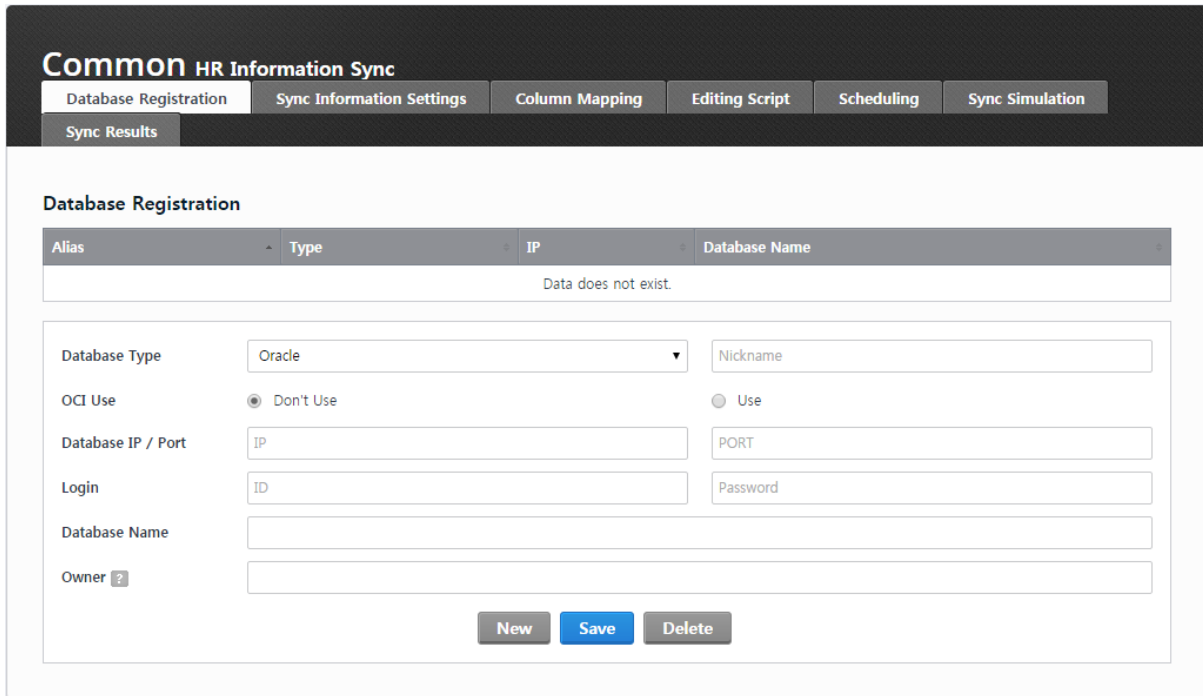 Common HR Information Sync
Database Registration Sync Information Settings Column Mapping Editing Script Scheduling Sync Simulation
Sync Results
Database Registration
Alias Type IP Database Name
Data does not exist.
Database Type Oracle Nickname
OCI Use Don't Use Use
Database IP / Port IP PORT
Login ID Password
Database Name
Owner ?
New Save Delete